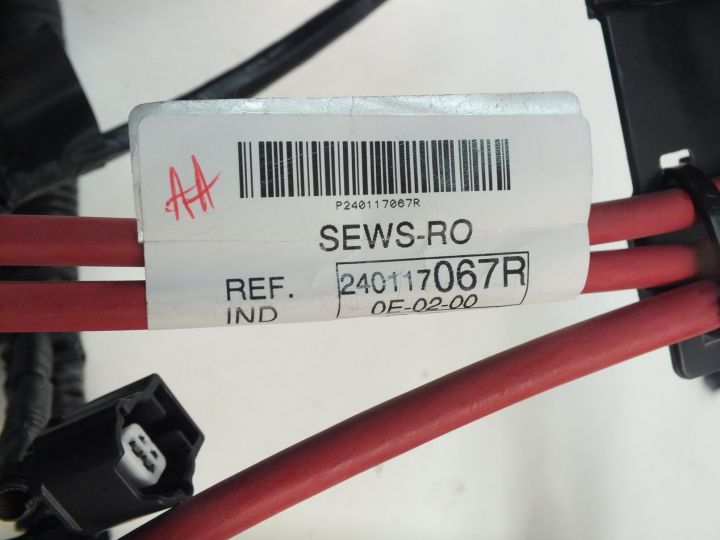 AA
P240117067R
SEWS-RO
REF. 240117067R
IND 0E-02-00